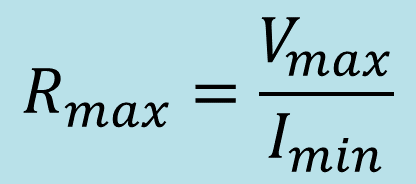 R_max = V_max / I_min